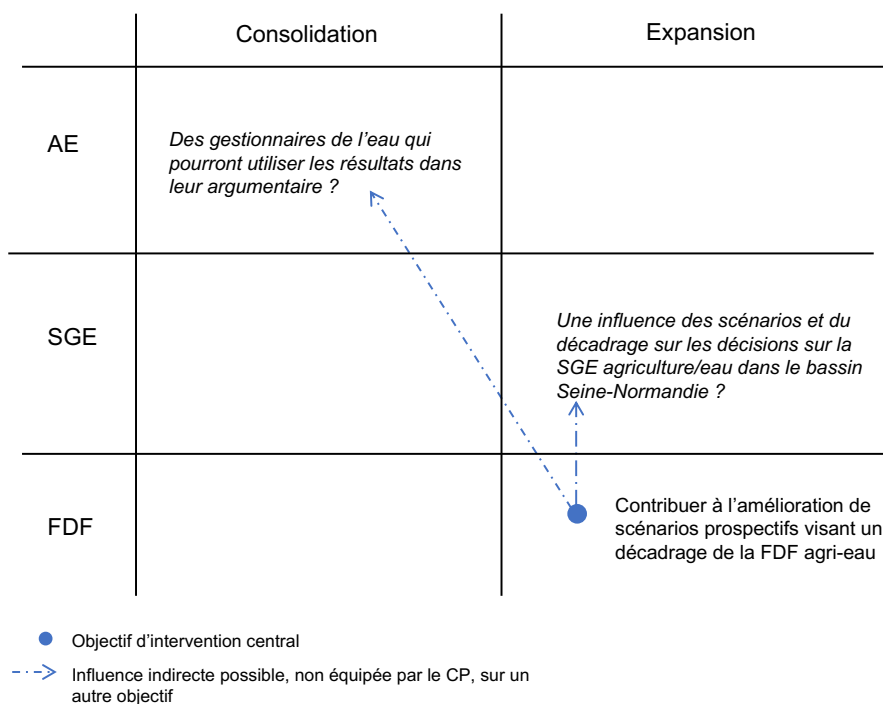 Consolidation
Expansion
AE
Des gestionnaires de l'eau qui
pourront utiliser les résultats dans
leur argumentaire ?
SGE
Une influence des scénarios et du
décadrage sur les décisions sur la
SGE agriculture/eau dans le bassin
Seine-Normandie ?
FDF
Contribuer à l'amélioration de
scénarios prospectifs visant un
décadrage de la FDF agri-eau
Objectif d'intervention central
Influence indirecte possible, non équipée par le CP, sur un
autre objectif